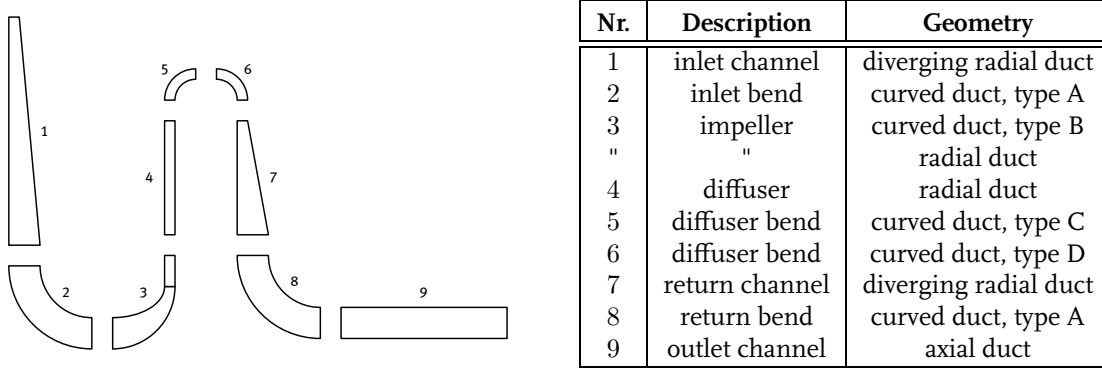 5
6
1
4
7
2
3
8
9
Nr. Description Geometry
1 inlet channel diverging radial duct
2 inlet bend curved duct, type A
3 impeller curved duct, type B
" " radial duct
4 diffuser radial duct
5 diffuser bend curved duct, type C
6 diffuser bend curved duct, type D
7 return channel diverging radial duct
8 return bend curved duct, type A
9 outlet channel axial duct